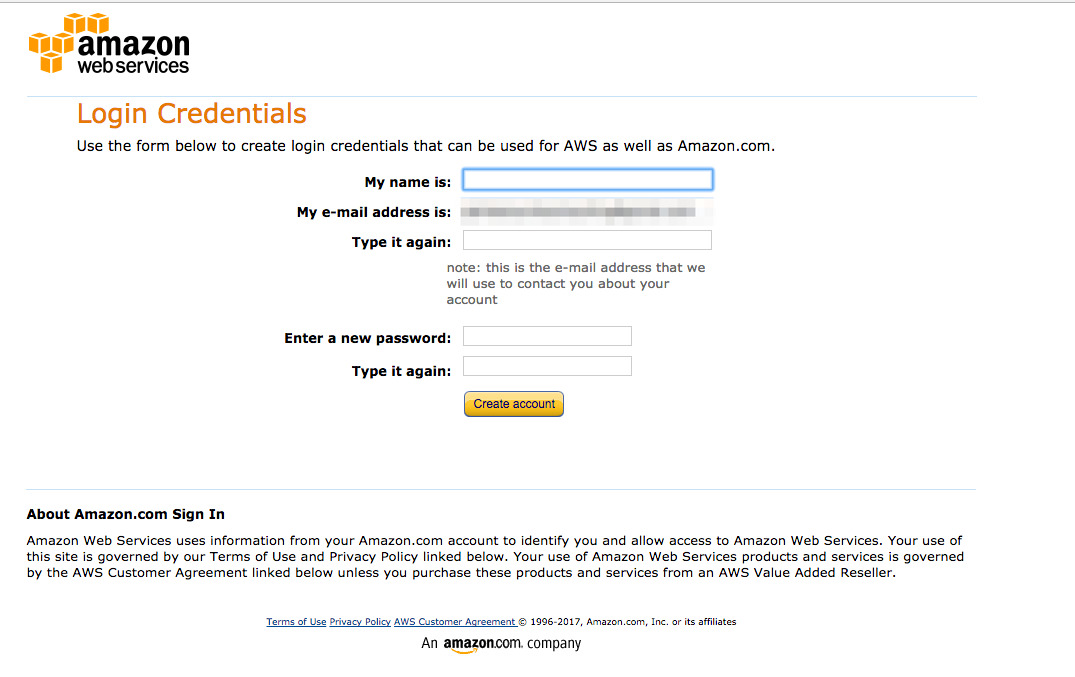 amazon
webservices
Login Credentials
Use the form below to create login credentials that can be used for AWS as well as Amazon.com.
My name is:
My e-mail address is:
Type it again:
note: this is the e-mail address that we
will use to contact you about your
account
Enter a new password:
Type it again:
Create account
About Amazon.com Sign In
Amazon Web Services uses information from your Amazon.com account to identify you and allow access to Amazon Web Services. Your use of
this site is governed by our Terms of Use and Privacy Policy linked below. Your use of Amazon Web Services products and services is governed
by the AWS Customer Agreement linked below unless you purchase these products and services from an AWS Value Added Reseller.
Terms of Use Privacy Policy AWS Customer Agreement © 1996-2017, Amazon.com, Inc. or its affiliates
An amazon.com. company